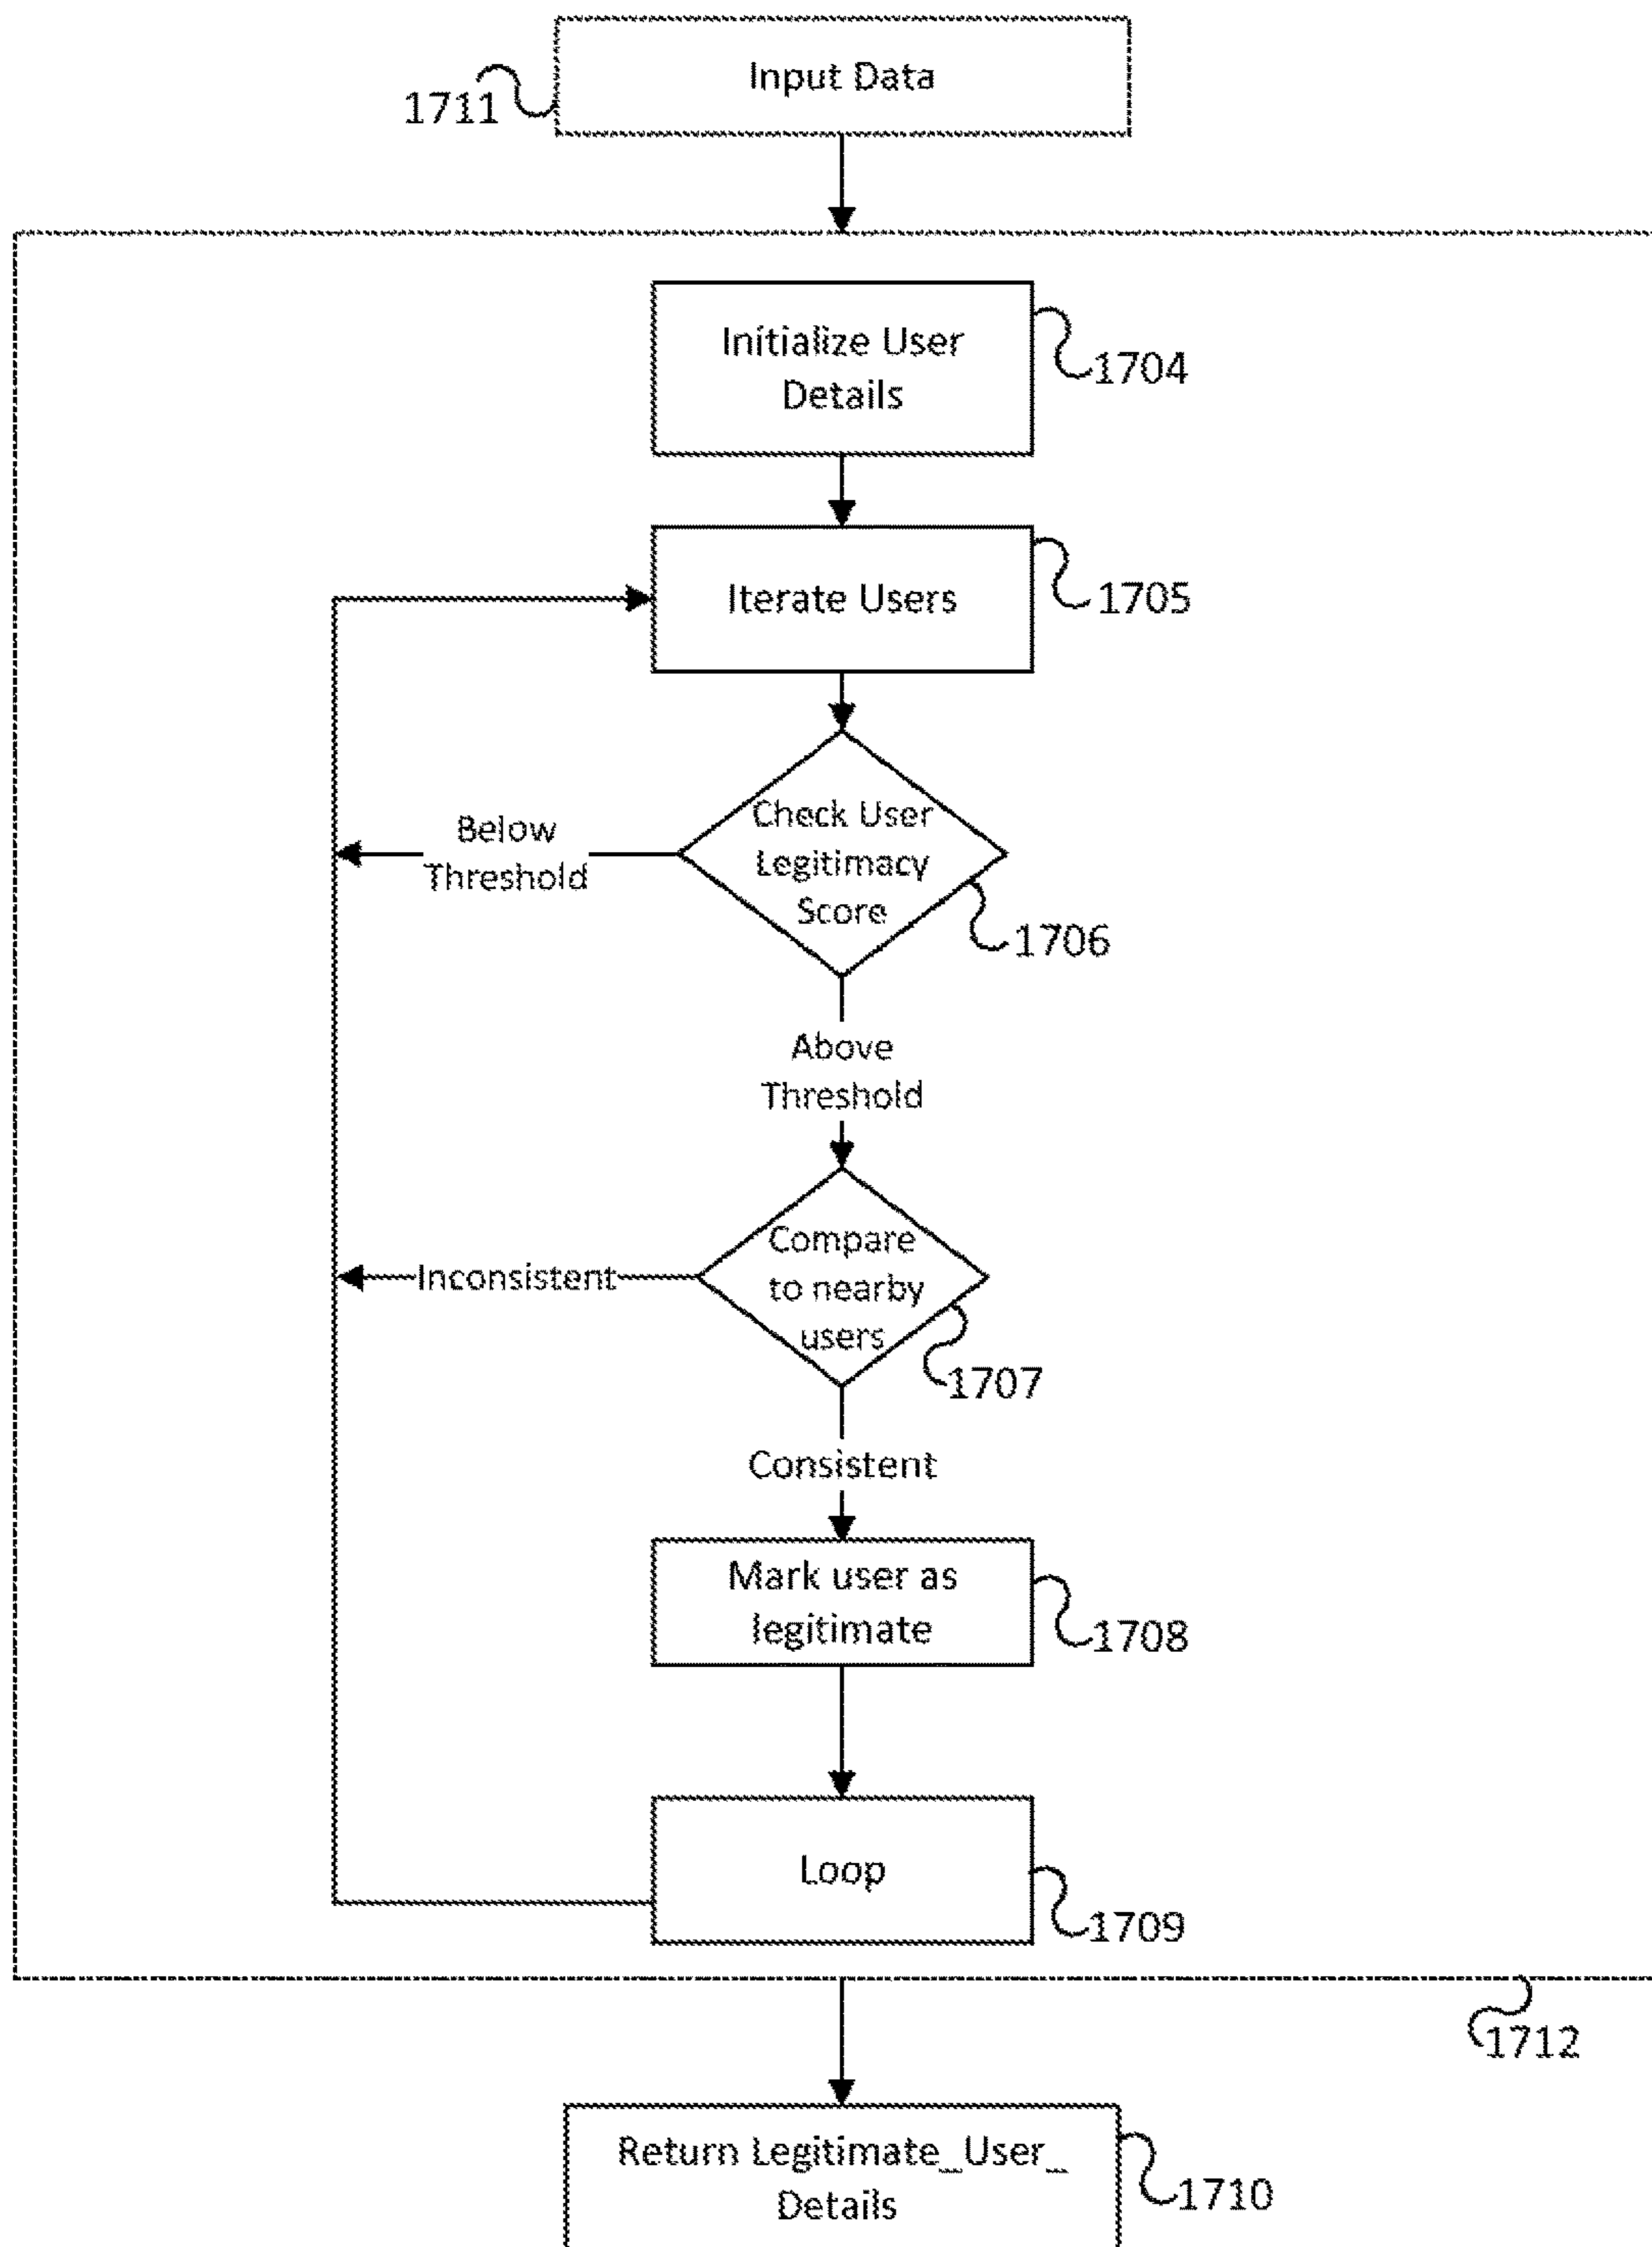 Input Data
1711
Initialize User
Details
1704
Iterate Users
1705
Check User
Legitimacy
Score
1706
Below
Threshold
Above
Threshold
Compare
to nearby
users
1707
Inconsistent
Consistent
Mark user as
legitimate
1708
Loop
1709
1712
Return Legitimate_User_
Details
1710